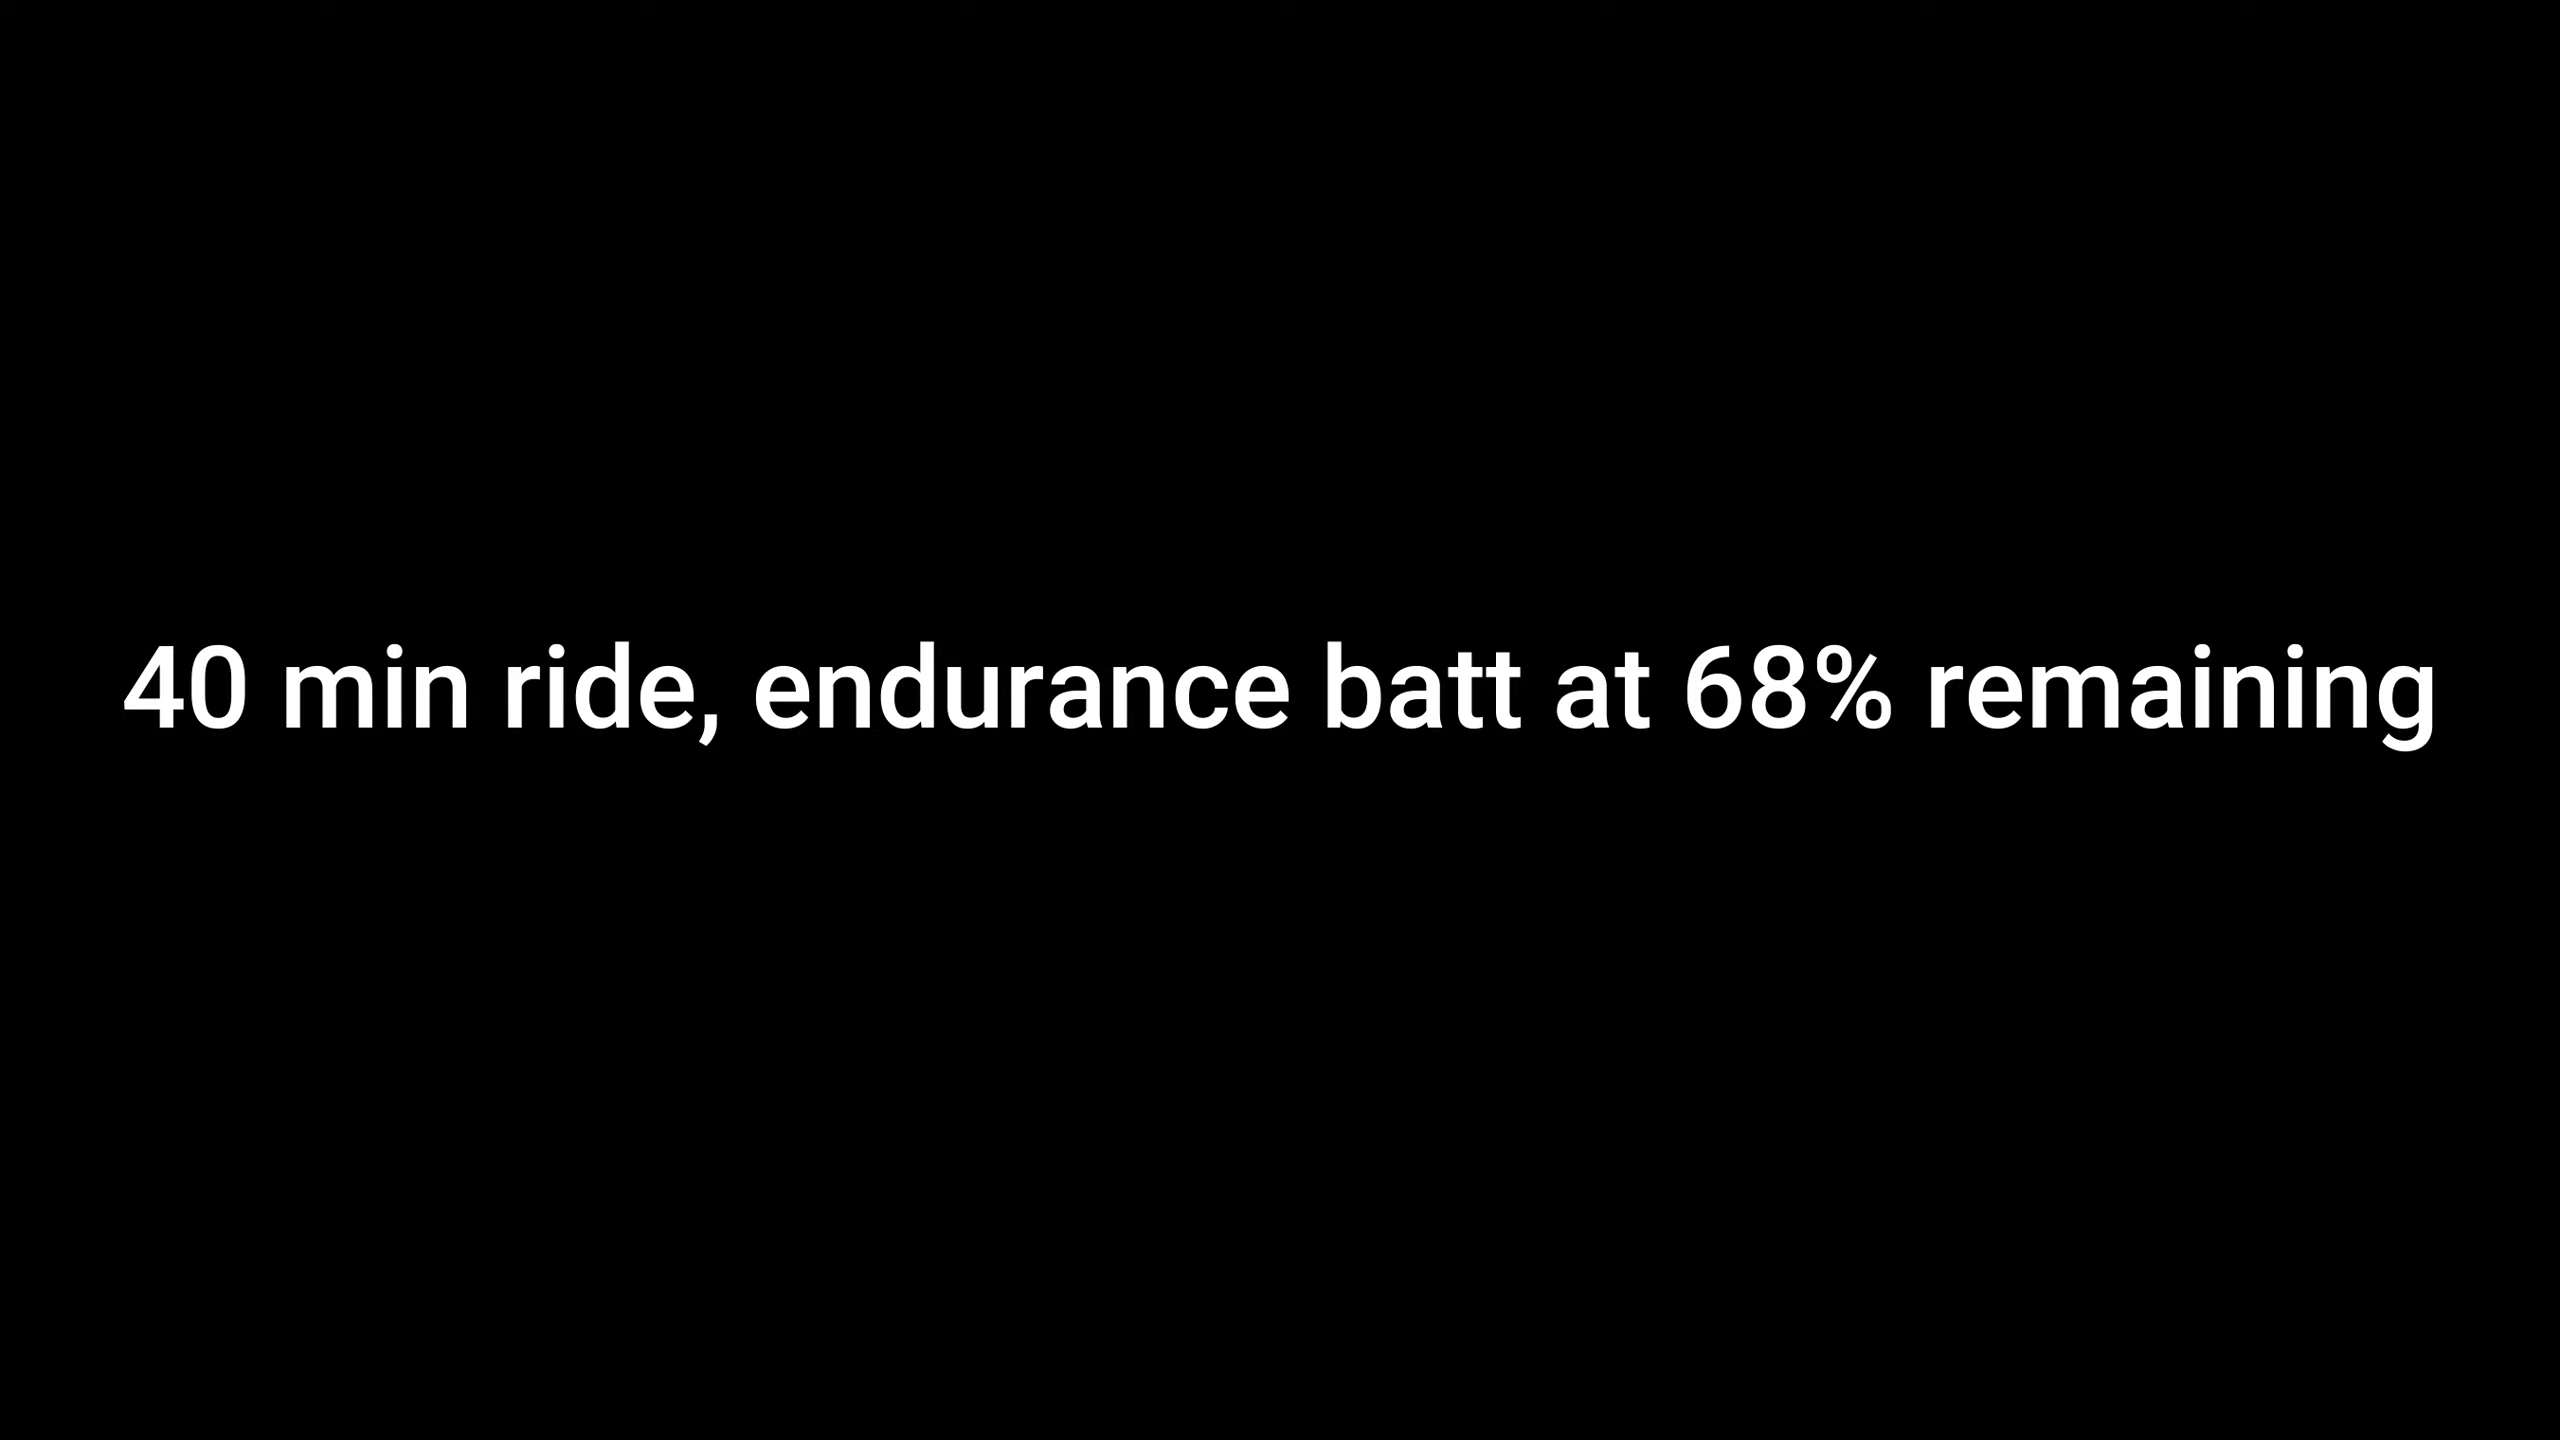 40 min ride, endurance batt at 68% remaining